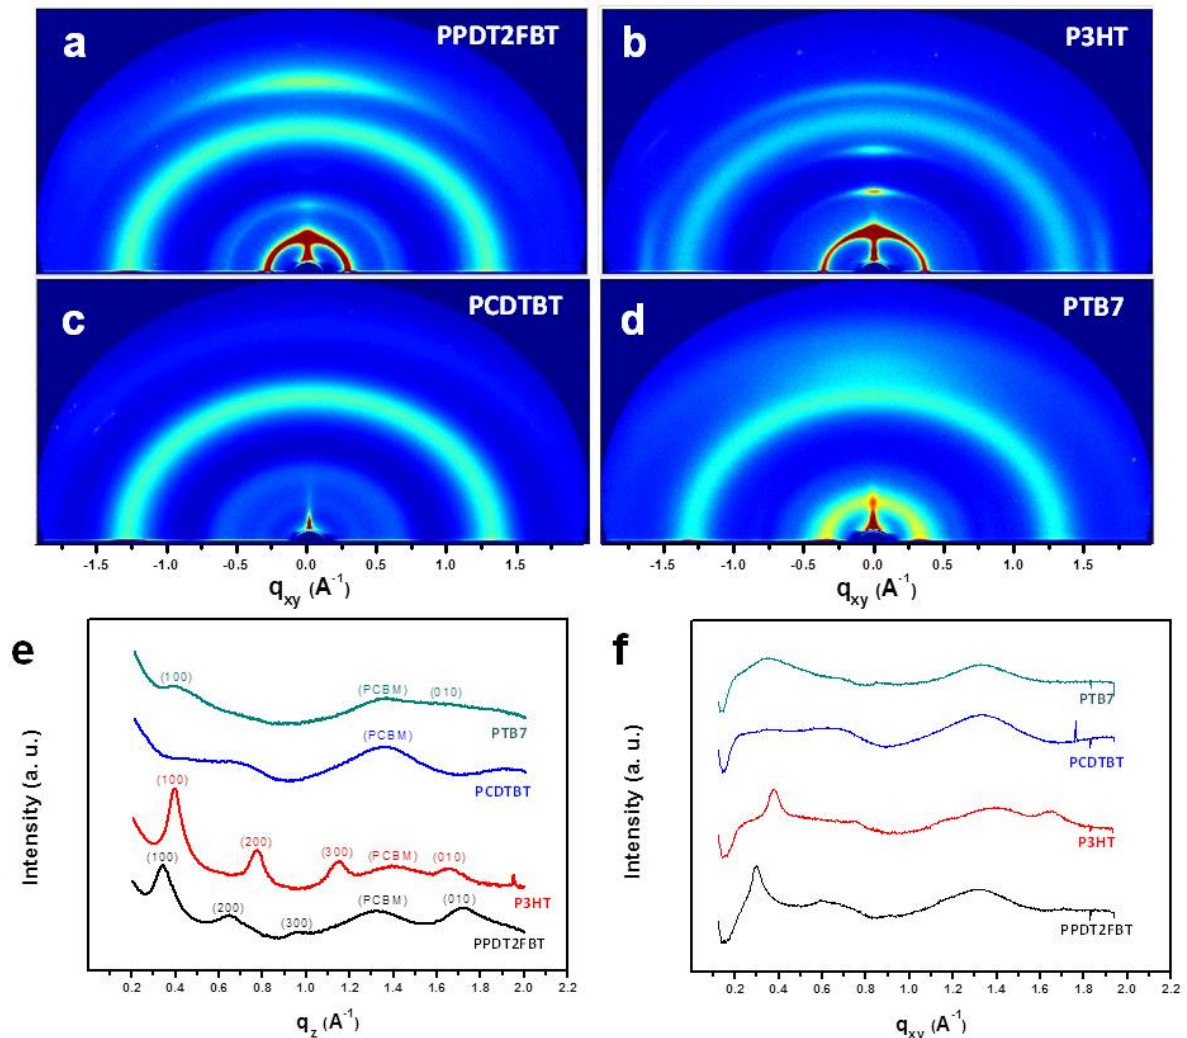 a
PPDT2FBT
b
P3HT
c
PCDTBT
d
PTB7
-1.5 -1.0 -0.5 0.0 0.5 1.0 1.5
q_xy (A^-1)
-1.5 -1.0 -0.5 0.0 0.5 1.0 1.5
q_xy (A^-1)
e
Intensity (a. u.)
(100)
(PCBM)
(010)
PTB7
(PCBM)
PCDTBT
(100)
(200)
(300)
(PCBM)
(010)
P3HT
(100)
(200)
(300)
(PCBM)
(010)
PPDT2FBT
0.2 0.4 0.6 0.8 1.0 1.2 1.4 1.6 1.8 2.0 2.2
q_z (A^-1)
f
Intensity (a. u.)
PTB7
PCDTBT
P3HT
PPDT2FBT
0.2 0.4 0.6 0.8 1.0 1.2 1.4 1.6 1.8 2.0 2.2
q_xy (A^-1)